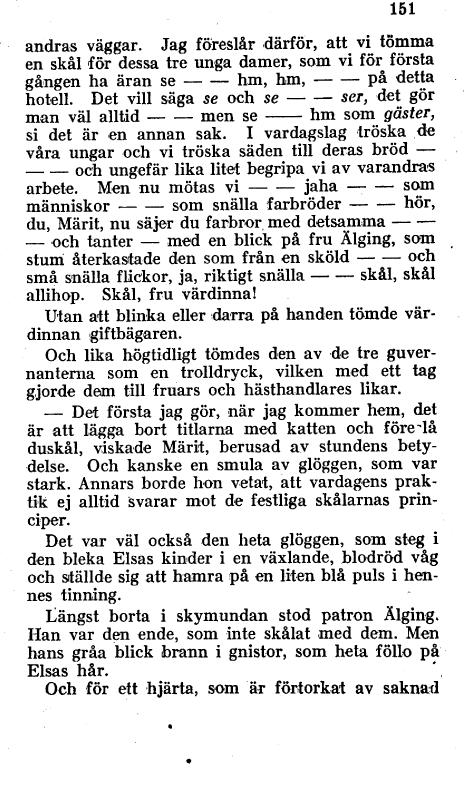 151
andras väggar. Jag föreslår därför, att vi tömma
en skål för dessa tre unga damer, som vi för första
gången ha äran se — — hm, hm, — — på detta
hotell. Det vill säga se och se — — ser, det gör
man väl alltid — — men se —— hm som gäster,
si det är en annan sak. I vardagslag tröska de
våra ungar och vi tröska säden till deras bröd —
— — och ungefär lika litet begripa vi av varandras
arbete. Men nu mötas vi — — jaha — — som
människor — — som snälla farbröder — — hör,
du, Märit, nu säjer du farbror med detsamma — —
— och tanter — med en blick på fru Älging, som
stum återkastade den som från en sköld — — och
små snälla flickor, ja, riktigt snälla — — skål, skål
allihop. Skål, fru värdinna!
Utan att blinka eller darra på handen tömde vär-
dinnan giftbägaren.
Och lika högtidligt tömdes den av de tre guver-
nanterna som en trolldryck, vilken med ett tag
gjorde dem till fruars och hästhandlares likar.
— Det första jag gör, när jag kommer hem, det
är att lägga bort titlarna med katten och före lå
duskål, viskade Märit, berusad av stundens bety-
delse. Och kanske en smula av glöggen, som var
stark. Annars borde hon vetat, att vardagens prak-
tik ej alltid svarar mot de festliga skålarnas prin-
ciper.
Det var väl också den heta glöggen, som steg i
den bleka Elsas kinder i en växlande, blodröd våg
och ställde sig att hamra på en liten blå puls i hen-
nes tinning.
Längst borta i skymundan stod patron Älging.
Han var den ende, som inte skålat med dem. Men
hans gråa blick brann i gnistor, som heta föllo på
Elsas hår.
Och för ett hjärta, som är förtorkat av saknad